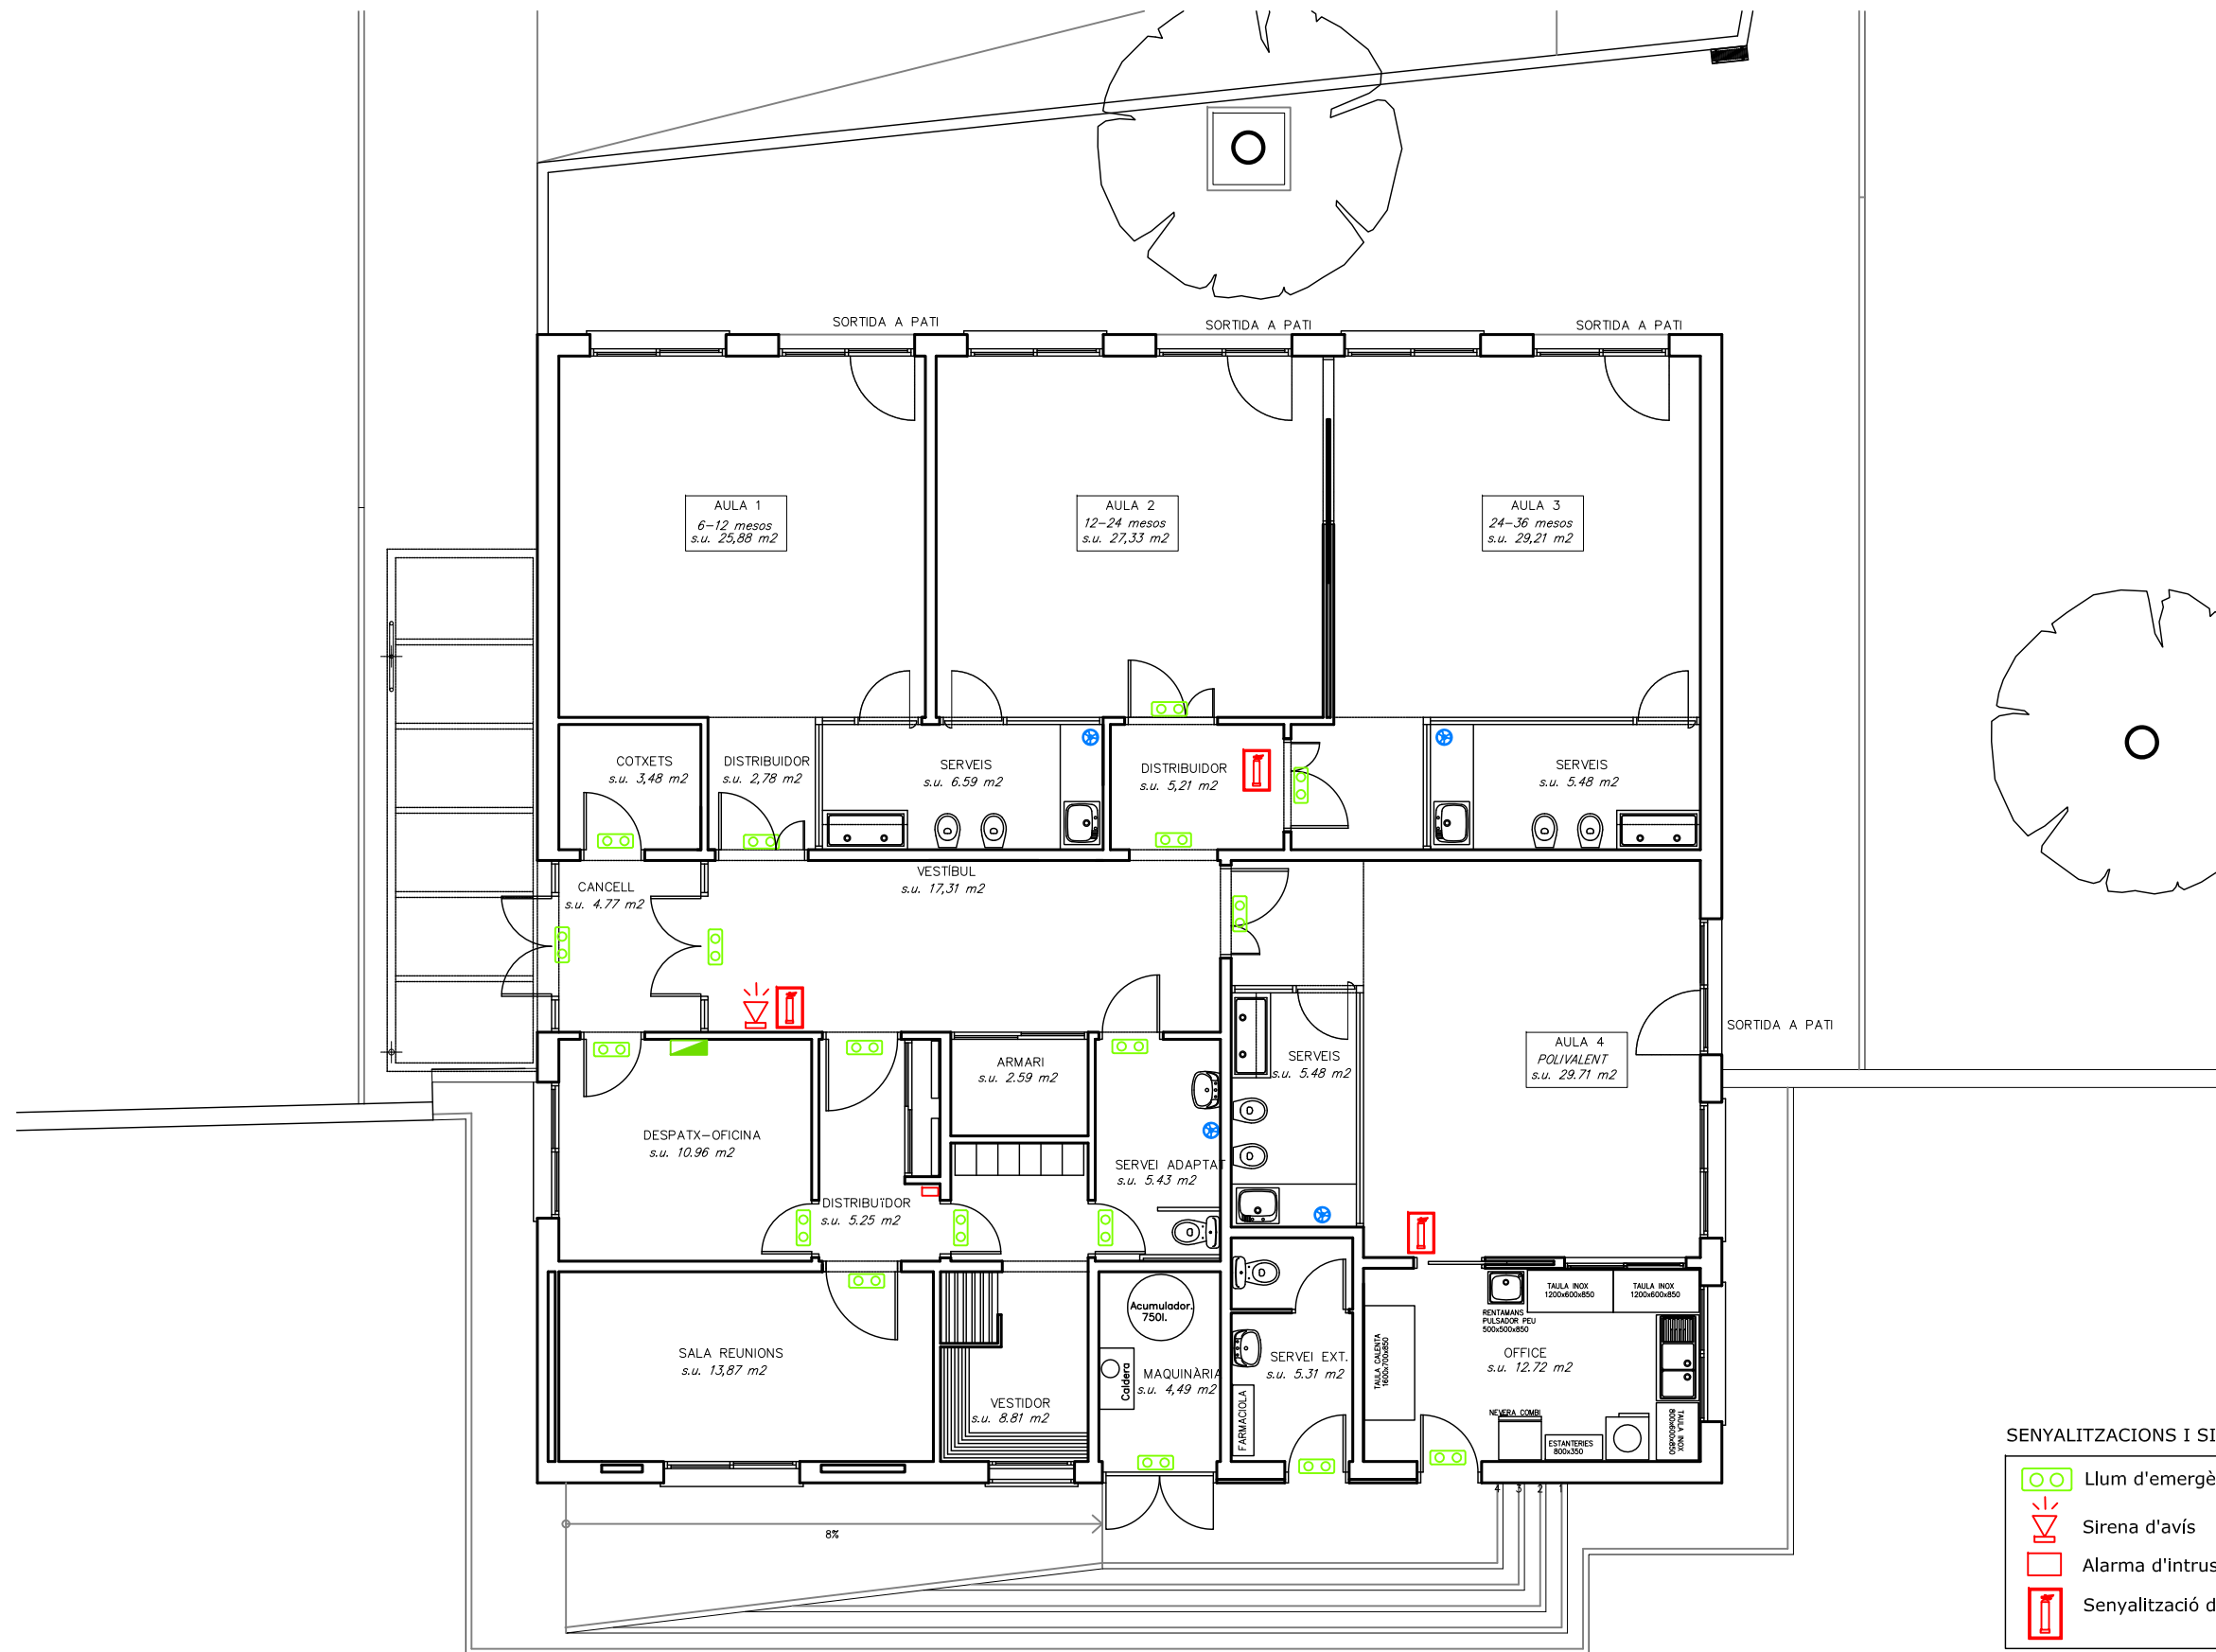 SORTIDA A PATI
SORTIDA A PATI
SORTIDA A PATI
AULA 1
6-12 mesos
s.u. 25,88 m2
AULA 2
12-24 mesos
s.u. 27,33 m2
AULA 3
24-36 mesos
s.u. 29,21 m2
COTXETS
s.u. 3,48 m2
DISTRIBUIDOR
s.u. 2,78 m2
SERVEIS
s.u. 6.59 m2
DISTRIBUIDOR
s.u. 5,21 m2
SERVEIS
s.u. 5.48 m2
CANCELL
s.u. 4.77 m2
VESTÍBUL
s.u. 17,31 m2
SORTIDA A PATI
AULA 4
POLIVALENT
s.u. 29.71 m2
SERVEIS
s.u. 5.48 m2
ARMARI
s.u. 2.59 m2
DESPATX-OFICINA
s.u. 10.96 m2
SERVEI ADAPTAT
s.u. 5.43 m2
DISTRIBUÏDOR
s.u. 5.25 m2
SALA REUNIONS
s.u. 13,87 m2
VESTIDOR
s.u. 8.81 m2
Acumulador.
750l.
Caldera
MAQUINÀRIA
s.u. 4,49 m2
SERVEI EXT.
s.u. 5.31 m2
FARMACIOLA
TAULA CALENTA
1600x700x850
RENTAMANS
PULSADOR PEU
500x500x850
TAULA INOX
1200x600x850
TAULA INOX
1200x600x850
OFFICE
s.u. 12.72 m2
NEVERA COMBI
ESTANTERIES
800x350
TAULA INOX
800x600x850
4 3 2 1
8%
SENYALITZACIONS I SI
Llum d'emergè
Sirena d'avís
Alarma d'intrus
Senyalització d